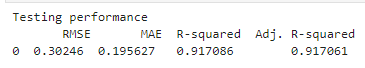 Testing performance
RMSE MAE R-squared Adj. R-squared
0 0.30246 0.195627 0.917086 0.917061